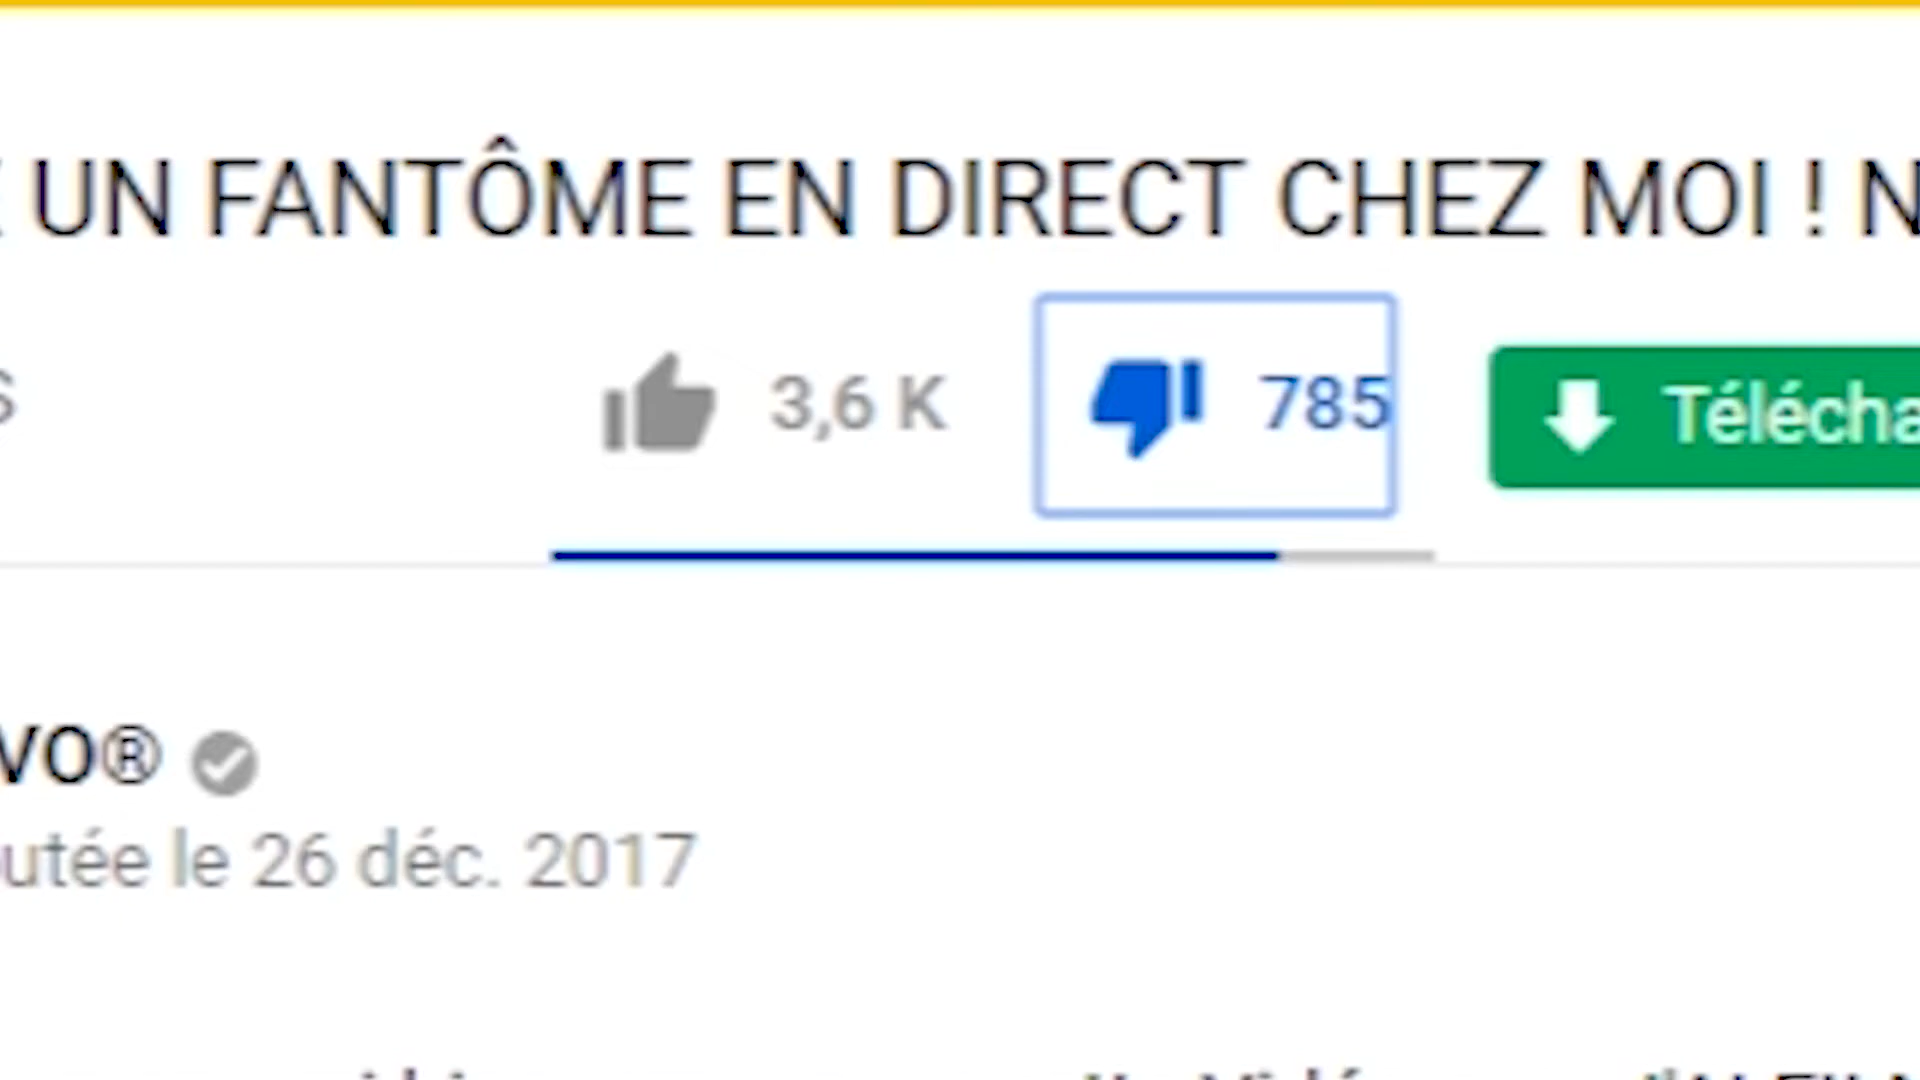 UN FANTÔME EN DIRECT CHEZ MOI !
3,6 K 785 Télécha
VO®
utée le 26 déc. 2017